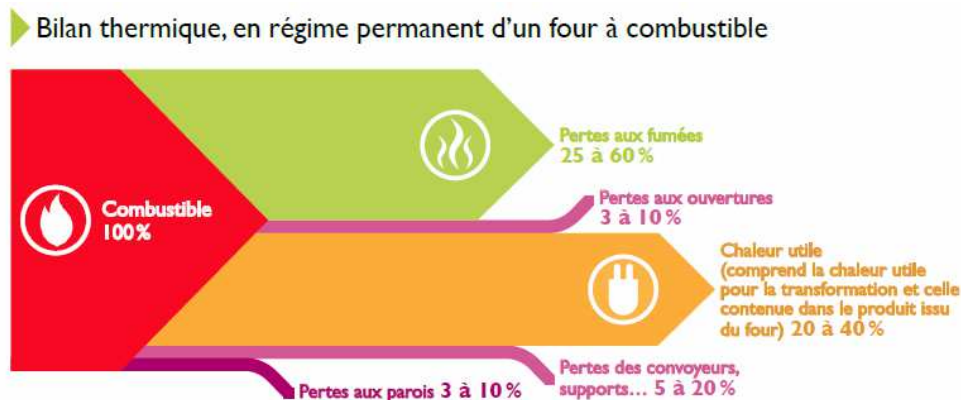 Bilan thermique, en régime permanent d'un four à combustible
Pertes aux fumées
25 à 60 %
Combustible
100%
Pertes aux ouvertures
3 à 10 %
Chaleur utile
(comprend la chaleur utile
pour la transformation et celle
contenue dans le produit issu
du four) 20 à 40 %
Pertes des convoyeurs,
supports... 5 à 20 %
Pertes aux parois 3 à 10 %